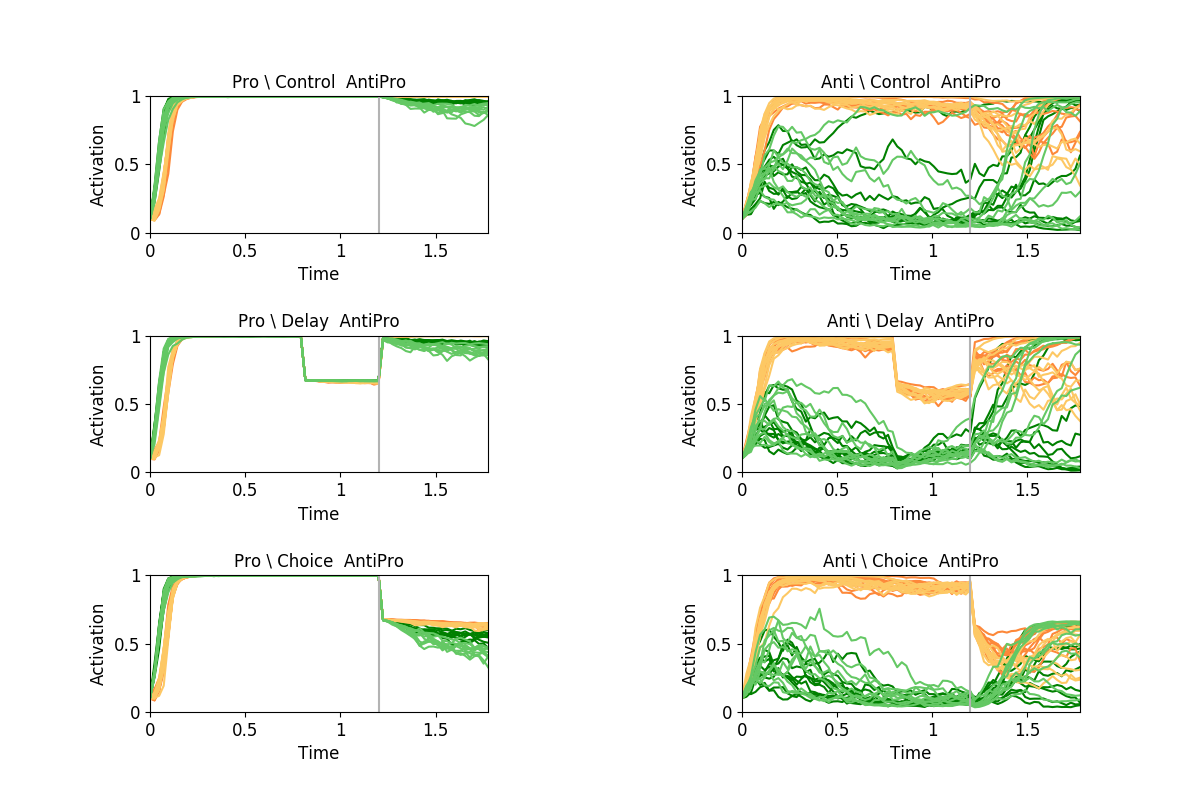 Pro \ Control  AntiPro
Activation
1
0.5
0
0
0.5
1
1.5
Time
Anti \ Control  AntiPro
Activation
1
0.5
0
0
0.5
1
1.5
Time
Pro \ Delay  AntiPro
Activation
1
0.5
0
0
0.5
1
1.5
Time
Anti \ Delay  AntiPro
Activation
1
0.5
0
0
0.5
1
1.5
Time
Pro \ Choice  AntiPro
Activation
1
0.5
0
0
0.5
1
1.5
Time
Anti \ Choice  AntiPro
Activation
1
0.5
0
0
0.5
1
1.5
Time